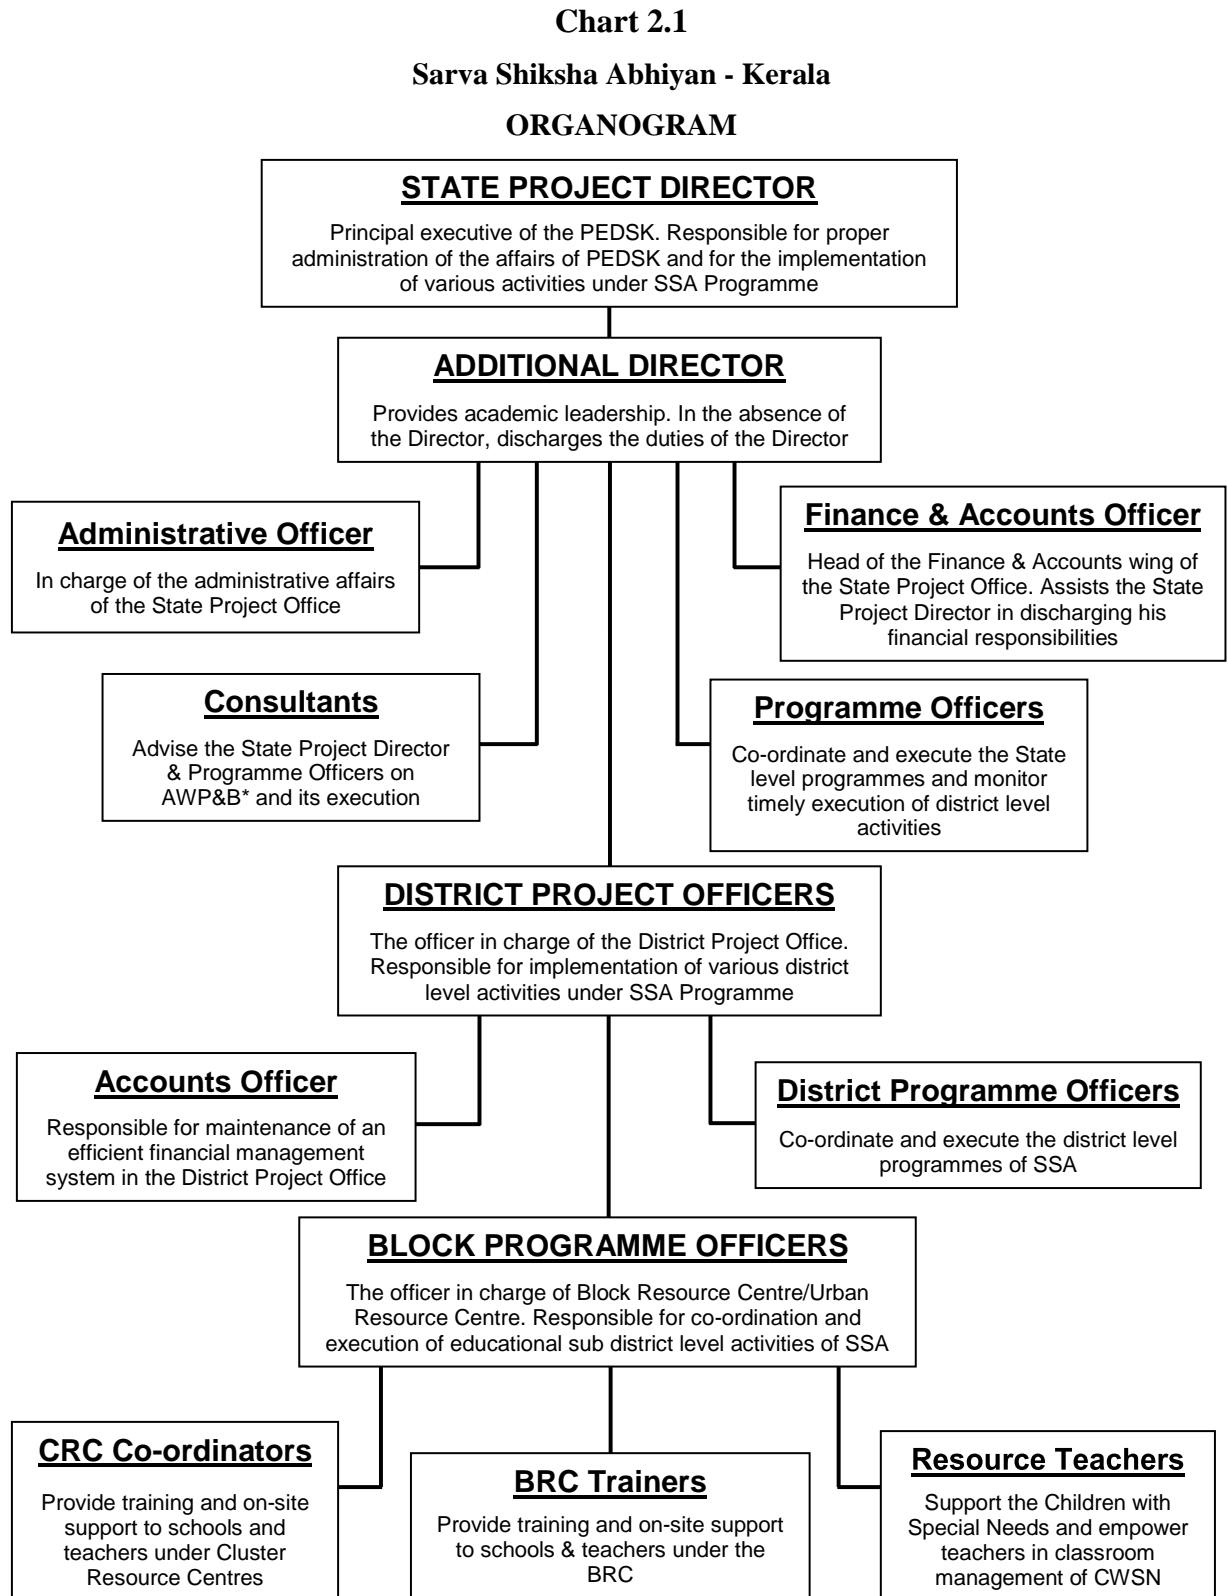 Chart 2.1
Sarva Shiksha Abhiyan - Kerala
ORGANOGRAM
STATE PROJECT DIRECTOR
Principal executive of the PEDSK. Responsible for proper
administration of the affairs of PEDSK and for the implementation
of various activities under SSA Programme
ADDITIONAL DIRECTOR
Provides academic leadership. In the absence of
the Director, discharges the duties of the Director
Administrative Officer
In charge of the administrative affairs
of the State Project Office
Finance & Accounts Officer
Head of the Finance & Accounts wing of
the State Project Office. Assists the State
Project Director in discharging his
financial responsibilities
Consultants
Advise the State Project Director
& Programme Officers on
AWP&B* and its execution
Programme Officers
Co-ordinate and execute the State
level programmes and monitor
timely execution of district level
activities
DISTRICT PROJECT OFFICERS
The officer in charge of the District Project Office.
Responsible for implementation of various district
level activities under SSA Programme
Accounts Officer
Responsible for maintenance of an
efficient financial management
system in the District Project Office
District Programme Officers
Co-ordinate and execute the district level
programmes of SSA
BLOCK PROGRAMME OFFICERS
The officer in charge of Block Resource Centre/Urban
Resource Centre. Responsible for co-ordination and
execution of educational sub district level activities of SSA
CRC Co-ordinators
Provide training and on-site
support to schools and
teachers under Cluster
Resource Centres
BRC Trainers
Provide training and on-site support
to schools & teachers under the
BRC
Resource Teachers
Support the Children with
Special Needs and empower
teachers in classroom
management of CWSN